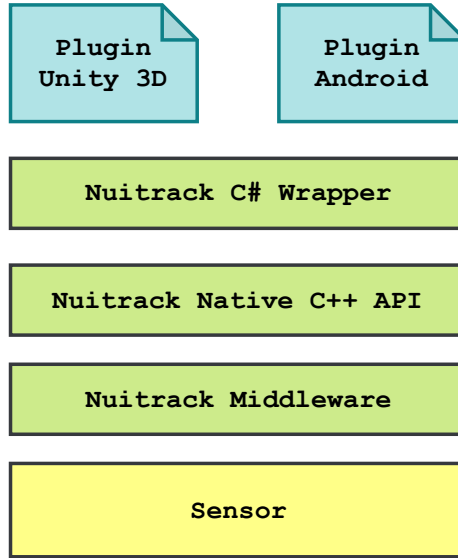 Plugin
Unity 3D
Plugin
Android
Nuitrack C# Wrapper
Nuitrack Native C++ API
Nuitrack Middleware
Sensor